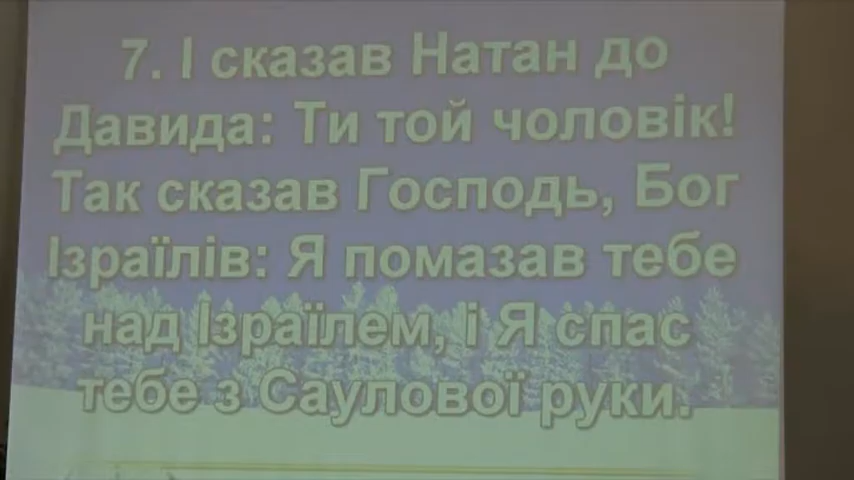 7. І сказав Натан до
Давида: Ти той чоловік!
Так сказав Господь, Бог
Ізраїлів: Я помазав тебе
над Ізраїлем, і Я спас
тебе з Саулової руки.